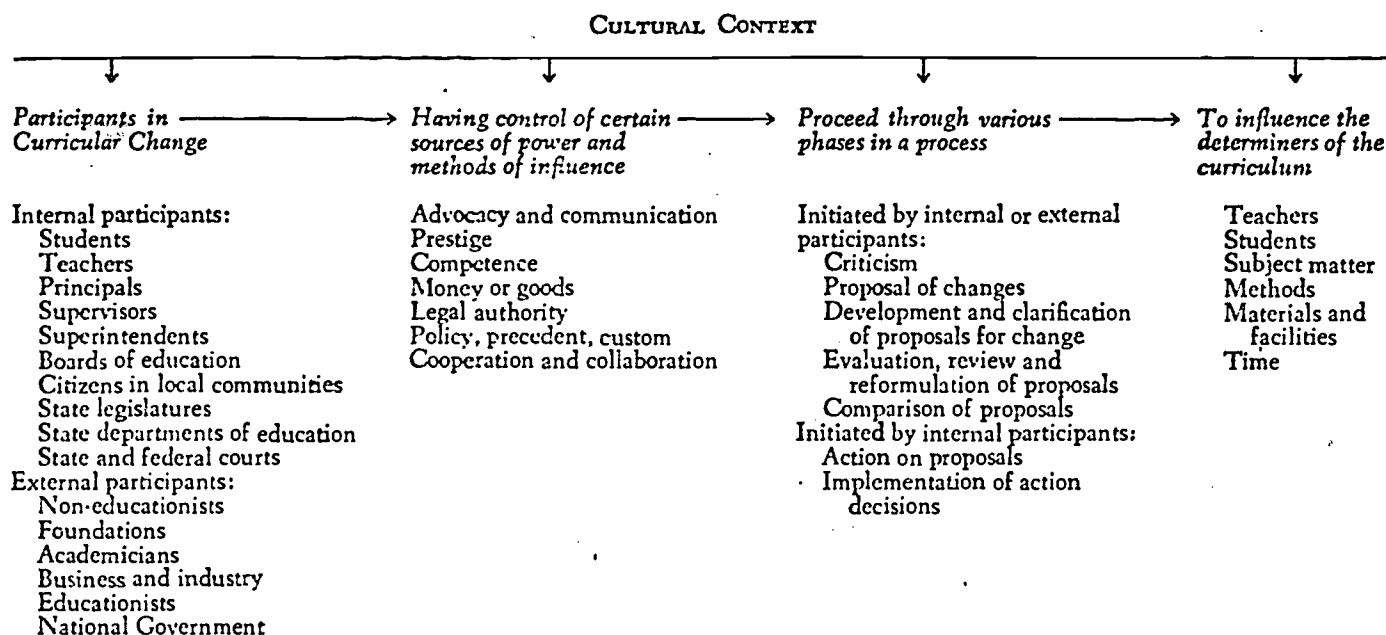 CULTURAL CONTEXT
Participants in
Curricular Change
Having control of certain
sources of power and
methods of influence
Proceed through various
phases in a process
To influence the
determiners of the
curriculum
Internal participants:
Students
Teachers
Principals
Supervisors
Superintendents
Boards of education
Citizens in local communities
State legislatures
State departments of education
State and federal courts
External participants:
Non-educationists
Foundations
Academicians
Business and industry
Educationists
National Government
Advocacy and communication
Prestige
Competence
Money or goods
Legal authority
Policy, precedent, custom
Cooperation and collaboration
Initiated by internal or external
participants:
Criticism
Proposal of changes
Development and clarification
of proposals for change
Evaluation, review and
reformulation of proposals
Comparison of proposals
Initiated by internal participants:
Action on proposals
Implementation of action
decisions
Teachers
Students
Subject matter
Methods
Materials and
facilities
Time